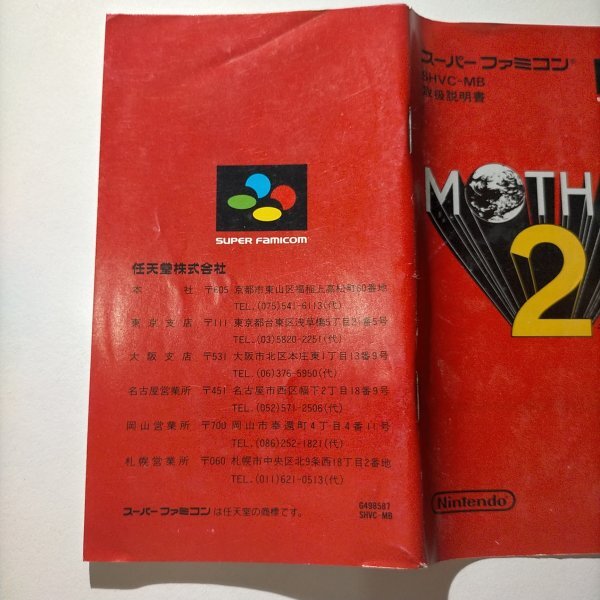 SUPER FAMICOM
任天堂株式会社
本社 〒605 京都市東山区福稲上高松町60番地
TEL.(075)541-6113(代)
東京支店 〒111 東京都台東区浅草橋5丁目21番5号
TEL.(03)5820-2251(代)
大阪支店 〒531 大阪市北区本庄東1丁目13番9号
TEL.(06)376-5950(代)
名古屋営業所 〒451 名古屋市西区幅下2丁目18番9号
TEL.(052)571-2506(代)
岡山営業所 〒700 岡山市奉還町4丁目4番11号
TEL.(086)252-1821(代)
札幌営業所 〒060 札幌市中央区北9条西18丁目2番地
TEL.(011)621-0513(代)
スーパーファミコンは任天堂の商標です。
G498587
SHVC-MB
スーパーファミコン®
SHVC-MB
取扱説明書
MOTH
2
Nintendo